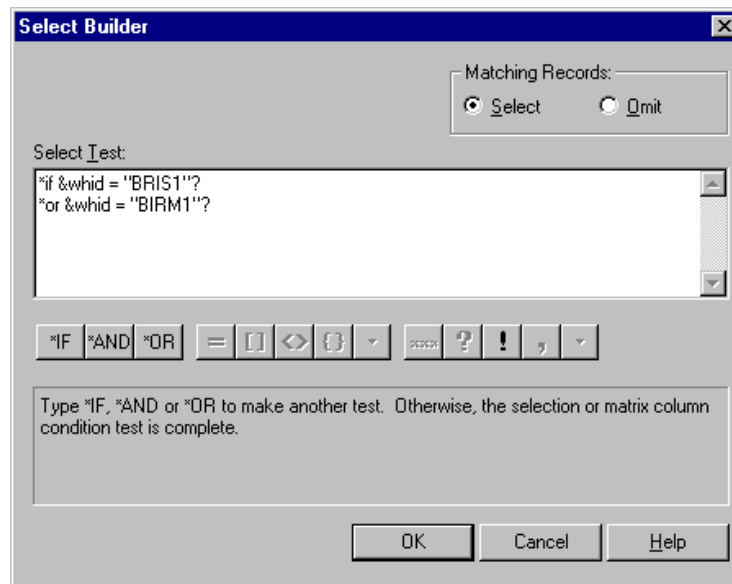 Select Builder
Matching Records:
Select Omit
Select Test:
*if &whid = "BRIS1"?
*or &whid = "BIRM1"?
*IF *AND *OR = [] <> {} xxx ? ! ,
Type *IF, *AND or *OR to make another test. Otherwise, the selection or matrix column
condition test is complete.
OK Cancel Help